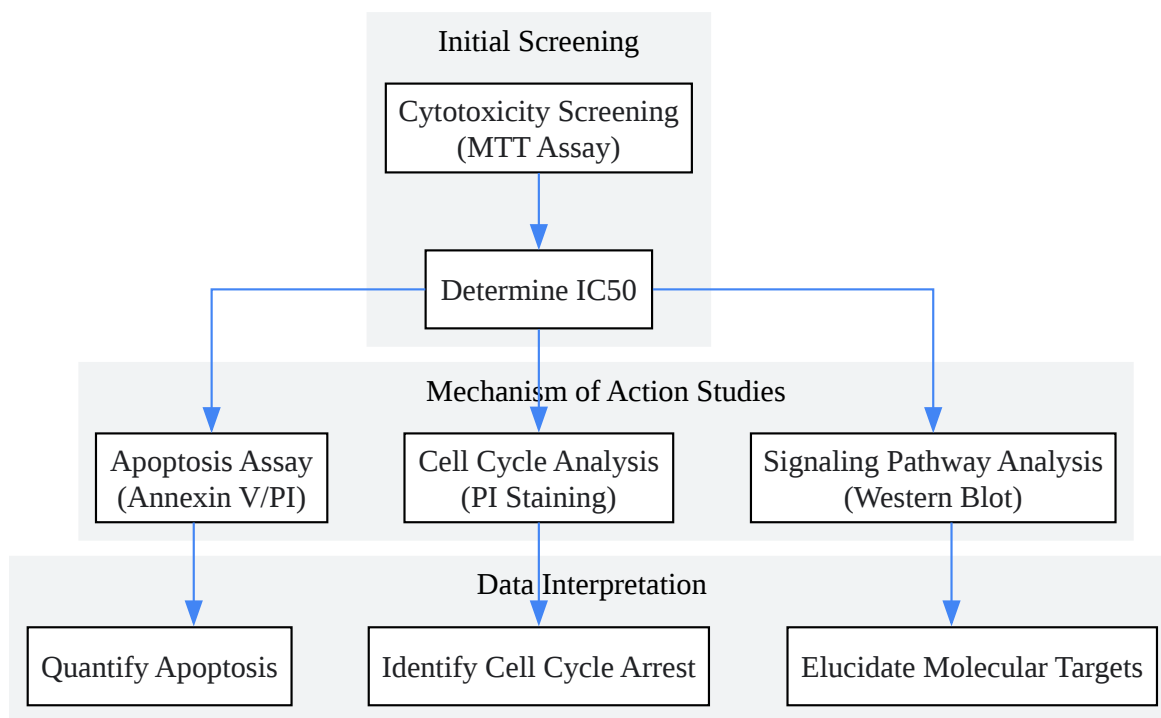 Initial Screening
Cytotoxicity Screening
(MTT Assay)
Determine IC50
Mechanism of Action Studies
Apoptosis Assay
(Annexin V/PI)
Cell Cycle Analysis
(PI Staining)
Signaling Pathway Analysis
(Western Blot)
Data Interpretation
Quantify Apoptosis
Identify Cell Cycle Arrest
Elucidate Molecular Targets